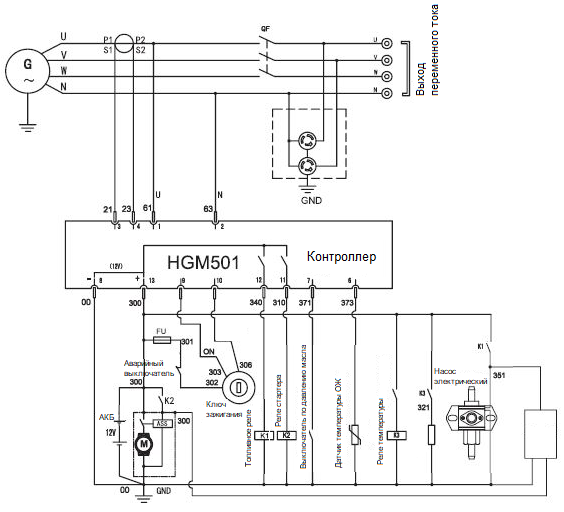 QF
U P1 P2 U
S1 S2
V V
G
~
W W
N N
Выход
переменного тока
GND
U N
21 23 61 63
3 4 1 2
HGM501
Контроллер
(12V)
- +
8 13 9 10 12 11 7 6
00 300 340 310 371 373
FU
301
ON
306
303
302
Аварийный
выключатель
300
K2
АКБ
12V
300
ASS
M
00
GND
Ключ
зажигания
Топливное реле
K1
Реле стартера
K2
Выключатель по давлению масла
Датчик температуры ОЖ
Реле температуры
K3
K3
321
Насос
электрический
K1
351